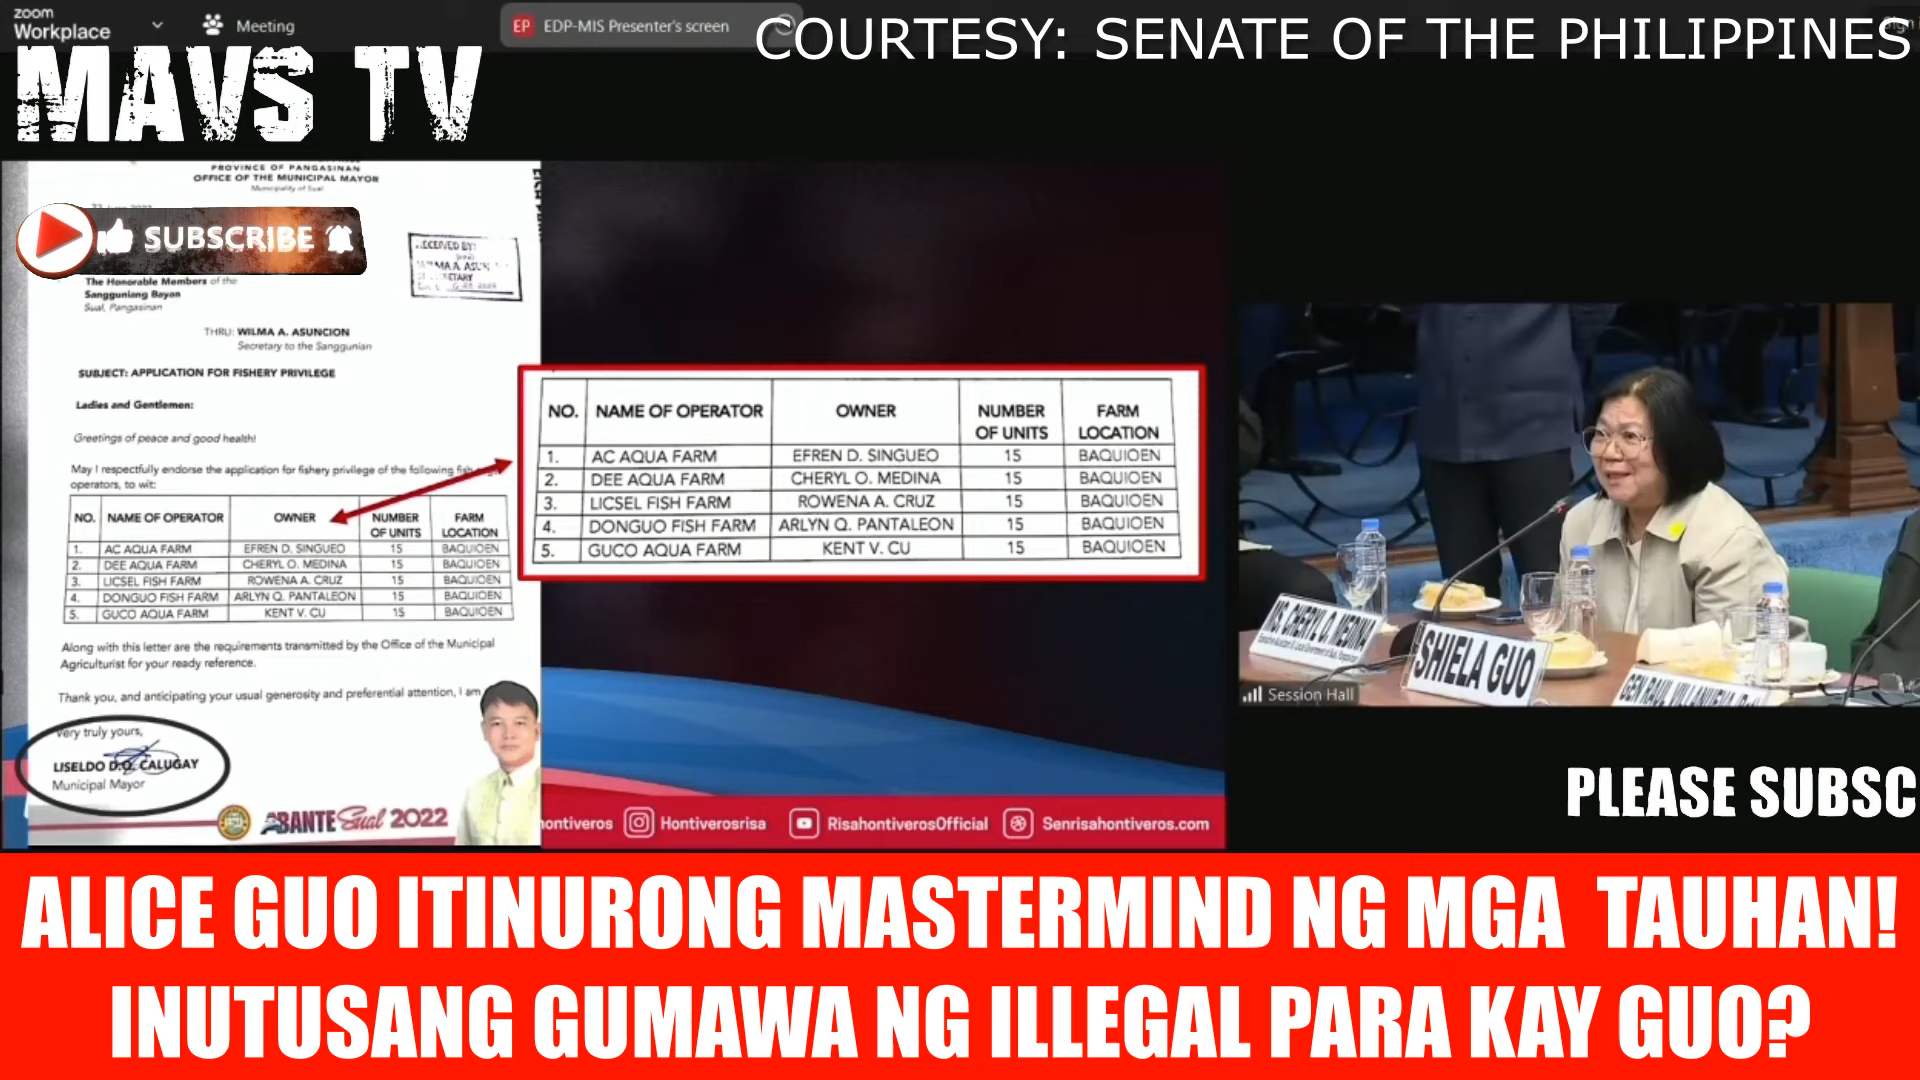 zoom
Workplace
Meeting
EP EDP-MIS Presenter's screen
COURTESY: SENATE OF THE PHILIPPINES
MAVS TV
PROVINCE OF PANGASINAN
OFFICE OF THE MUNICIPAL MAYOR
Municipality of Sual
SUBSCRIBE
RECEIVED BY:
The Honorable Members of the
Sangguniang Bayan
Sual, Pangasinan
THRU: WILMA A. ASUNCION
Secretary to the Sanggunian
SUBJECT: APPLICATION FOR FISHERY PRIVILEGE
Ladies and Gentlemen:
Greetings of peace and good health!
May I respectfully endorse the application for fishery privilege of the following fish
operators, to wit:
NO. NAME OF OPERATOR OWNER NUMBER OF UNITS FARM LOCATION
1. AC AQUA FARM EFREN D. SINGUEO 15 BAQUIOEN
2. DEE AQUA FARM CHERYL O. MEDINA 15 BAQUIOEN
3. LICSEL FISH FARM ROWENA A. CRUZ 15 BAQUIOEN
4. DONGUO FISH FARM ARLYN Q. PANTALEON 15 BAQUIOEN
5. GUCO AQUA FARM KENT V. CU 15 BAQUIOEN
Along with this letter are the requirements transmitted by the Office of the Municipal
Agriculturist for your ready reference.
Thank you, and anticipating your usual generosity and preferential attention, I am
Very truly yours,
LISELDO D.Q. CALUGAY
Municipal Mayor
ABANTE Sual 2022
NO. NAME OF OPERATOR OWNER NUMBER OF UNITS FARM LOCATION
1. AC AQUA FARM EFREN D. SINGUEO 15 BAQUIOEN
2. DEE AQUA FARM CHERYL O. MEDINA 15 BAQUIOEN
3. LICSEL FISH FARM ROWENA A. CRUZ 15 BAQUIOEN
4. DONGUO FISH FARM ARLYN Q. PANTALEON 15 BAQUIOEN
5. GUCO AQUA FARM KENT V. CU 15 BAQUIOEN
hontiveros Hontiverosrisa RisahontiverosOfficial Senrisahontiveros.com
MS. CHERYL O. MEDINA
SHIELA GUO
GEN RAUL VILLANUEVA
Session Hall
PLEASE SUBSC
ALICE GUO ITINURONG MASTERMIND NG MGA TAUHAN!
INUTUSANG GUMAWA NG ILLEGAL PARA KAY GUO?